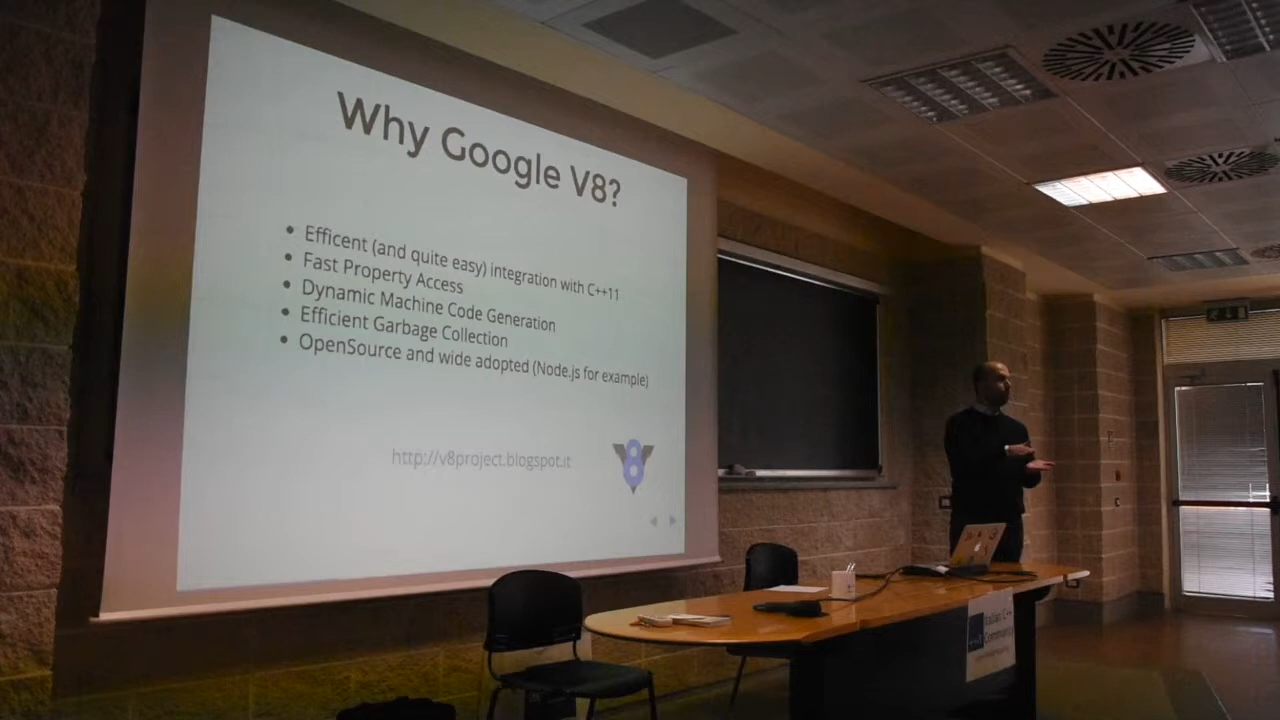 Why Google V8?
• Efficent (and quite easy) integration with C++11
• Fast Property Access
• Dynamic Machine Code Generation
• Efficient Garbage Collection
• OpenSource and wide adopted (Node.js for example)
http://v8project.blogspot.it
8
Italian C++
Community